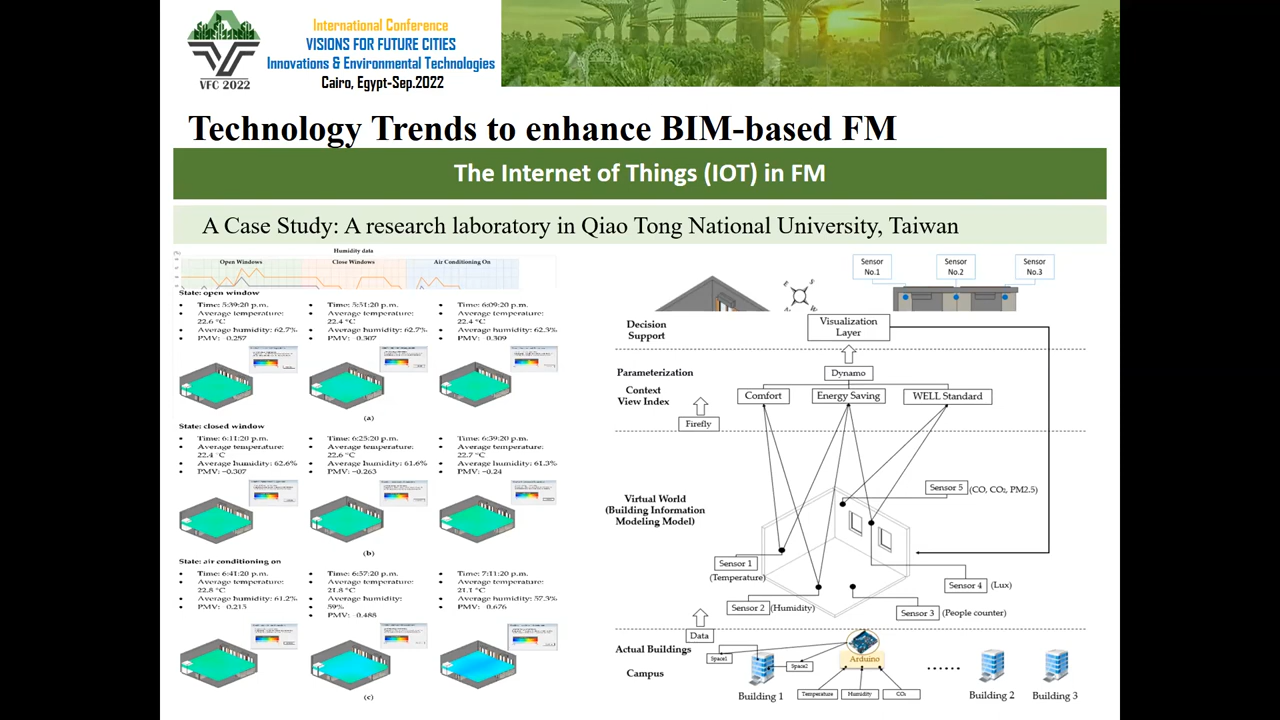 International Conference
VISIONS FOR FUTURE CITIES
Innovations & Environmental Technologies
Cairo, Egypt-Sep.2022
VFC 2022
Technology Trends to enhance BIM-based FM
The Internet of Things (IOT) in FM
A Case Study: A research laboratory in Qiao Tong National University, Taiwan
Humidity data
Open Windows Close Windows Air Conditioning On
State: open window
• Time: 5:39:20 p.m.
• Average temperature: 22.6 °C
• Average humidity: 62.7%
• PMV: -0.257
• Time: 5:51:20 p.m.
• Average temperature: 22.4 °C
• Average humidity: 62.7%
• PMV: -0.307
• Time: 6:09:20 p.m.
• Average temperature: 22.4 °C
• Average humidity: 62.3%
• PMV: -0.309
(a)
State: closed window
• Time: 6:11:20 p.m.
• Average temperature: 22.4 °C
• Average humidity: 62.6%
• PMV: −0.307
• Time: 6:25:20 p.m.
• Average temperature: 22.6 °C
• Average humidity: 61.6%
• PMV: −0.263
• Time: 6:39:20 p.m.
• Average temperature: 22.7 °C
• Average humidity: 61.3%
• PMV: −0.24
(b)
State: air conditioning on
• Time: 6:41:20 p.m.
• Average temperature: 22.8 °C
• Average humidity: 61.2%
• Time: 6:57:20 p.m.
• Average temperature: 21.8 °C
• Average humidity: 59%
• Time: 7:11:20 p.m.
• Average temperature: 21.1 °C
• Average humidity: 57.3%
(c)
Sensor No.1
Sensor No.2
Sensor No.3
Decision Support
Visualization Layer
Parameterization
Dynamo
Context View Index
Comfort
Energy Saving
WELL Standard
Firefly
Virtual World
(Building Information
Modeling Model)
Sensor 5 (CO, CO₂, PM2.5)
Sensor 1
(Temperature)
Sensor 4 (Lux)
Sensor 2 (Humidity)
Sensor 3 (People counter)
Data
Actual Buildings
Campus
Space1
Space2
Arduino
Temperature
Humidity
CO₂
Building 1
Building 2
Building 3